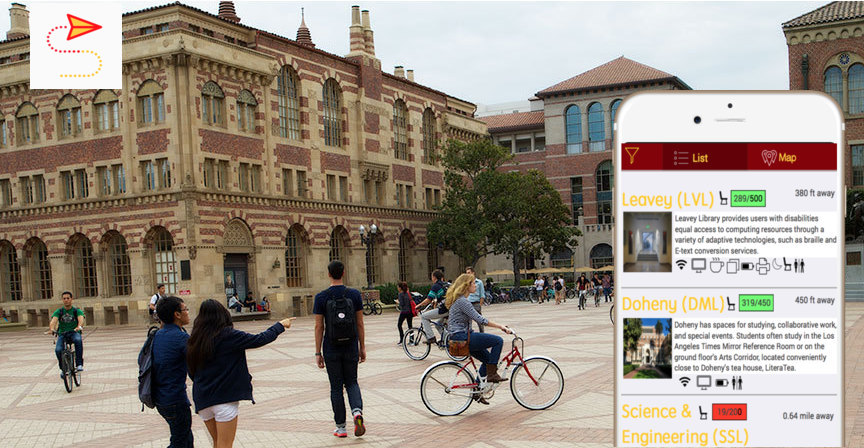 List
Map
Leavey (LVL)
289/500
380 ft away
Leavey Library provides users with disabilities
equal access to computing resources through a
variety of adaptive technologies, such as braille and
E-text conversion services.
Doheny (DML)
319/450
450 ft away
Doheny has spaces for studying, collaborative work,
and special events. Students often study in the Los
Angeles Times Mirror Reference Room or on the
ground floor's Arts Corridor, located conveniently
close to Doheny's tea house, LiteraTea.
Science &
19/200
0.64 mile away
Engineering (SSL)